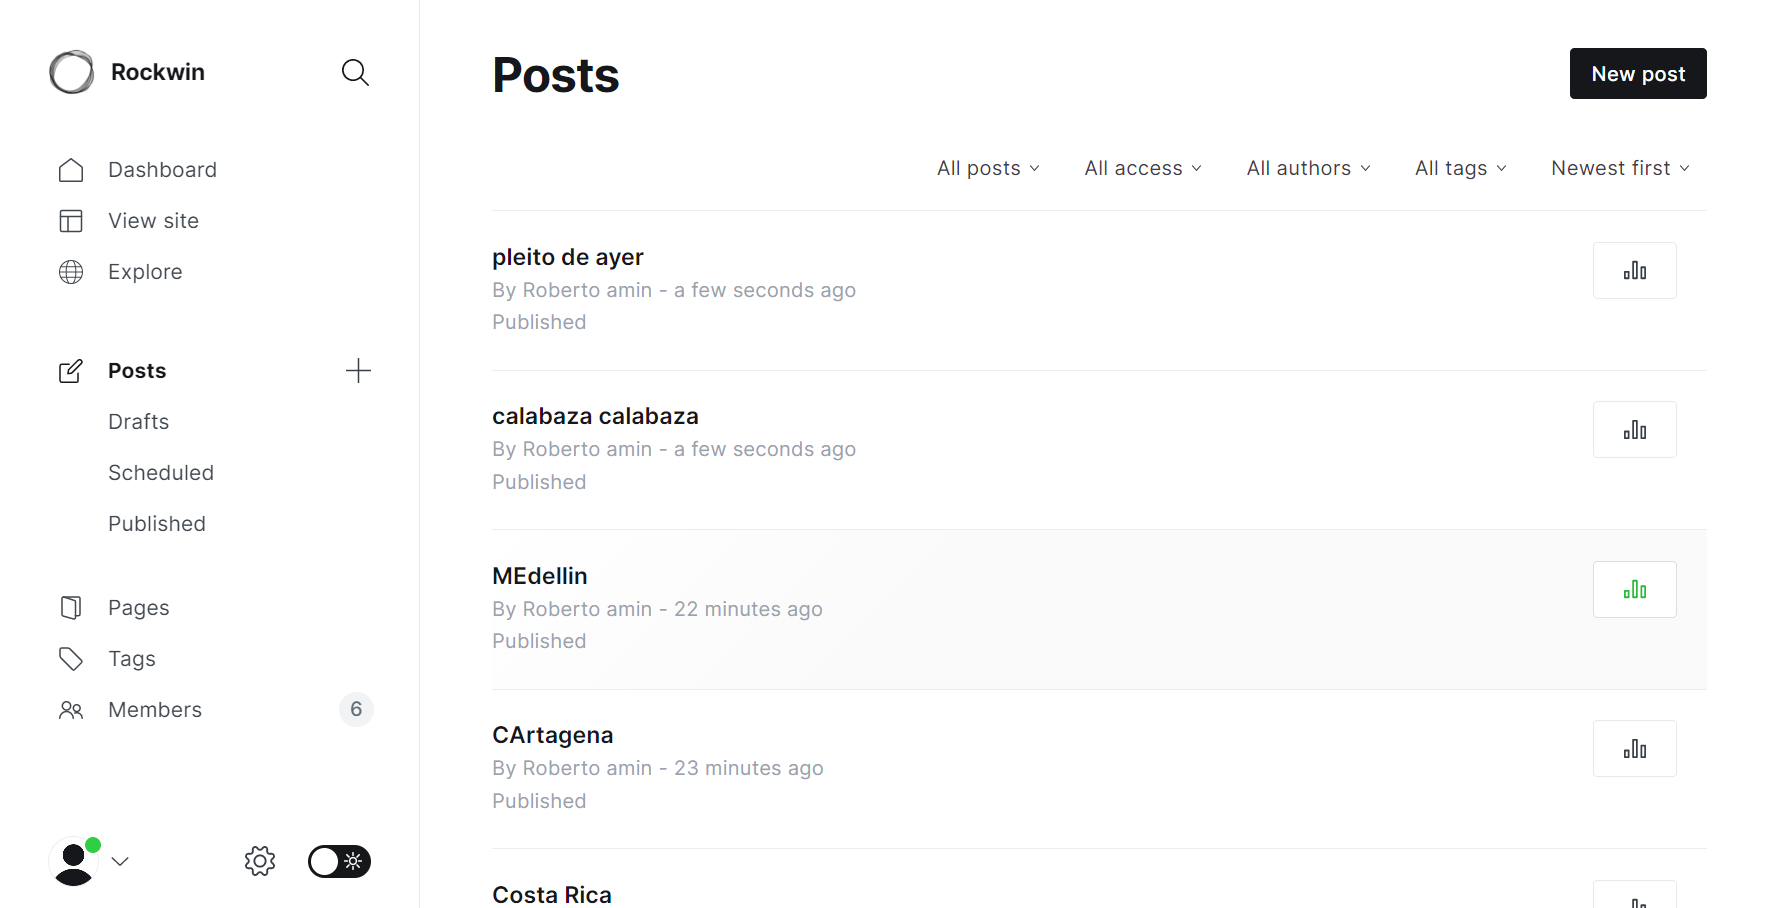 Rockwin
Dashboard
View site
Explore
Posts
Drafts
Scheduled
Published
Pages
Tags
Members 6
Posts
New post
All posts All access All authors All tags Newest first
pleito de ayer
By Roberto amin - a few seconds ago
Published
calabaza calabaza
By Roberto amin - a few seconds ago
Published
MEdellin
By Roberto amin - 22 minutes ago
Published
CArtagena
By Roberto amin - 23 minutes ago
Published
Costa Rica